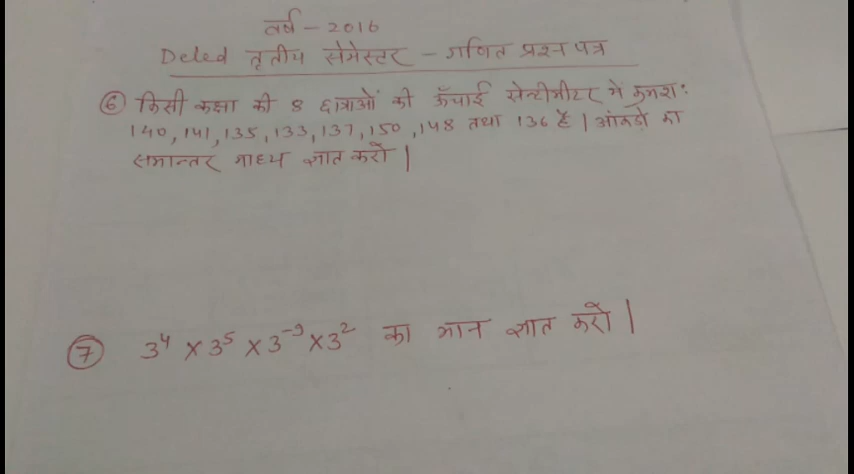 वर्ष - 2016
Deled तृतीय सेमेस्टर - गणित प्रश्न पत्र
⑥ किसी कक्षा की 8 छात्राओं की ऊँचाई सेन्टीमीटर में क्रमश:
140, 141, 135, 133, 137, 150, 148 तथा 136 है | आंकड़ो का
समान्तर माध्य ज्ञात करो |
⑦ 3⁴ × 3⁵ × 3⁻⁹ × 3² का मान ज्ञात करो |